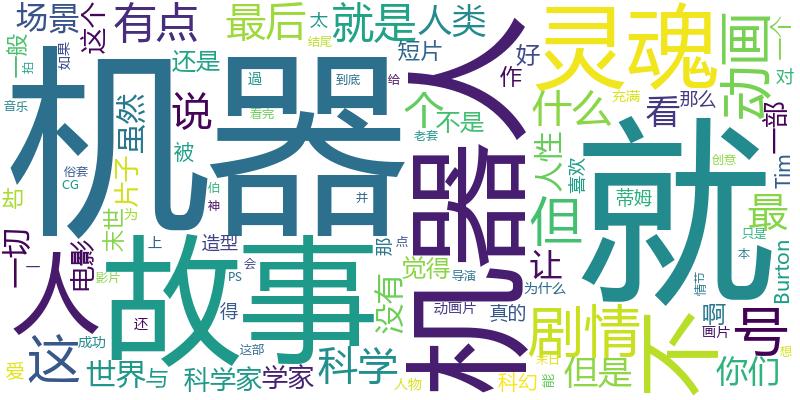 场景
这个
有点
最后
就是
人类
太
结尾
如果
拍
一般
还是
過
到底
给
短片
好
作
灵魂
动画
一个
对
音乐
机器
机器人
说
虽然
被
看完
个
不是
老套
什么
充满
看
那么
一部
俗套
CG
片子
却
神
伯
并
人性
喜欢
创意
就
蒂姆
Tim
末世
为
一切
电影
人
影片
一
上
造型
那
点
故事
PS
会
得
还
没有
觉得
导演
但
让
为什么
最
只是
本
Burton
这
成功
这部
爱
世界
与
科学家
学家
科学
动画片
真的
人物
科幻
剧情
末日
能
但是
不
情节
啊
画片
号
你们
想